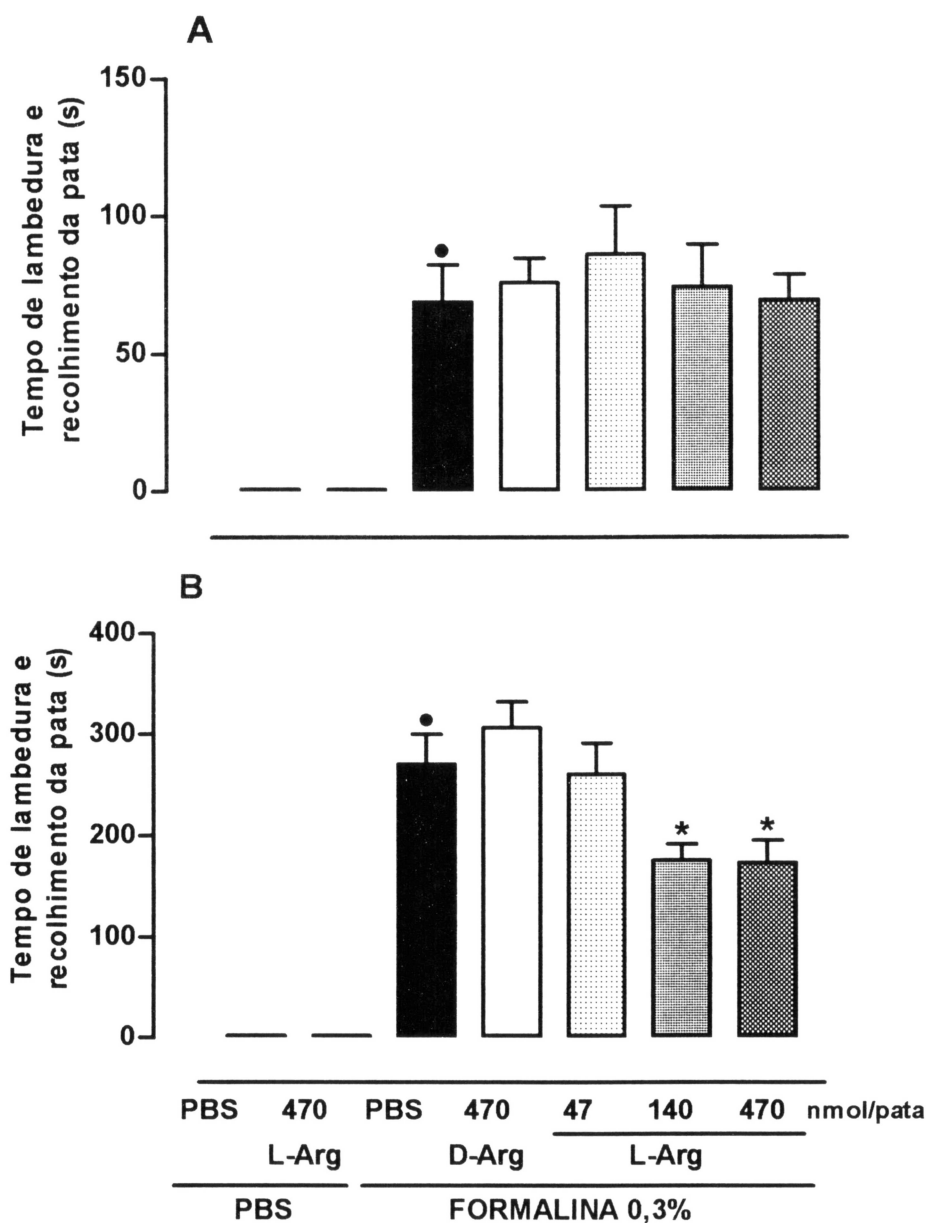 A
Tempo de lambedura e
recolhimento da pata (s)
150
100
50
0
B
Tempo de lambedura e
recolhimento da pata (s)
400
300
200
100
0
* *
PBS 470 PBS 470 47 140 470 nmol/pata
L-Arg D-Arg L-Arg
PBS FORMALINA 0,3%